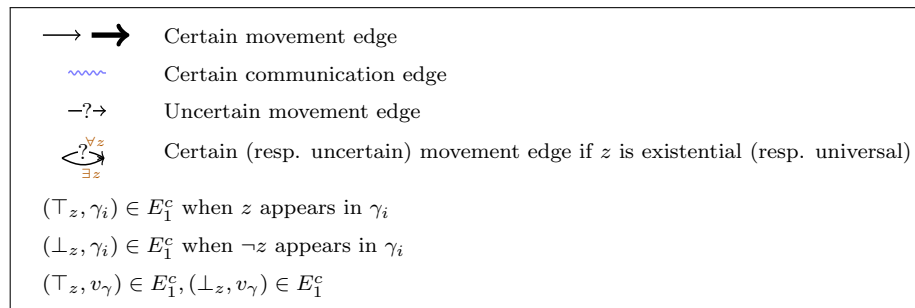 Certain movement edge
Certain communication edge
–?→ Uncertain movement edge
? ∀z ∃z Certain (resp. uncertain) movement edge if z is existential (resp. universal)
(⊤_z, γ_i) ∈ E_1^c when z appears in γ_i
(⊥_z, γ_i) ∈ E_1^c when ¬z appears in γ_i
(⊤_z, v_γ) ∈ E_1^c, (⊥_z, v_γ) ∈ E_1^c